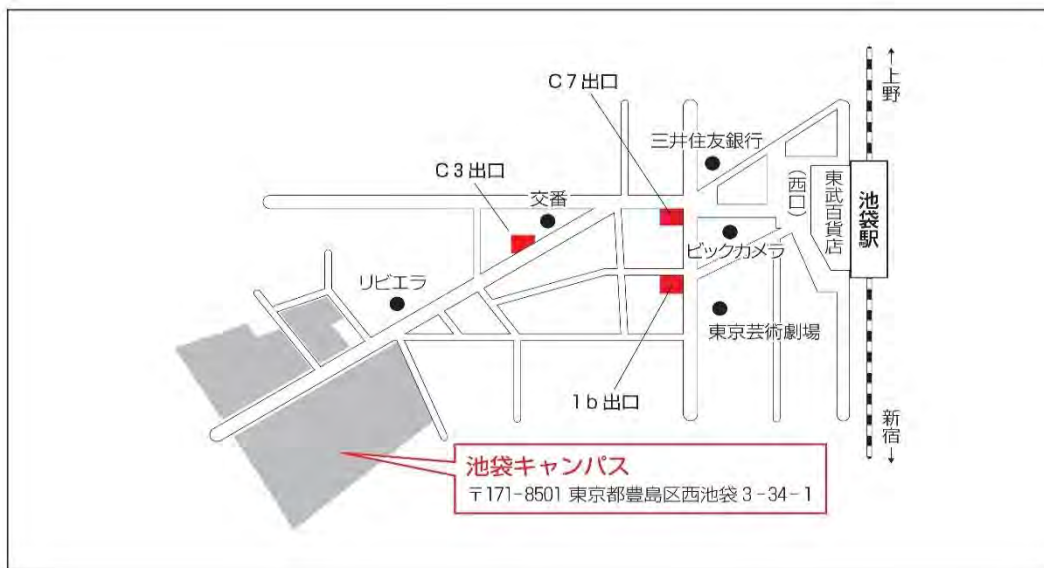 ↑上野
C7出口
三井住友銀行
C3出口
交番
(西口)
東武百貨店
池袋駅
ビックカメラ
リビエラ
東京芸術劇場
1b出口
新宿↓
池袋キャンパス
〒171-8501 東京都豊島区西池袋3-34-1